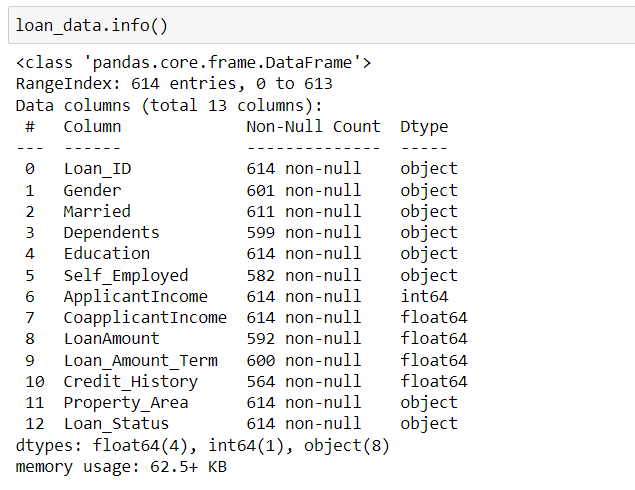 loan_data.info()
<class 'pandas.core.frame.DataFrame'>
RangeIndex: 614 entries, 0 to 613
Data columns (total 13 columns):
 #   Column             Non-Null Count  Dtype
---  ------             --------------  -----
 0   Loan_ID            614 non-null    object
 1   Gender             601 non-null    object
 2   Married            611 non-null    object
 3   Dependents         599 non-null    object
 4   Education          614 non-null    object
 5   Self_Employed      582 non-null    object
 6   ApplicantIncome    614 non-null    int64
 7   CoapplicantIncome  614 non-null    float64
 8   LoanAmount         592 non-null    float64
 9   Loan_Amount_Term   600 non-null    float64
 10  Credit_History     564 non-null    float64
 11  Property_Area      614 non-null    object
 12  Loan_Status        614 non-null    object
dtypes: float64(4), int64(1), object(8)
memory usage: 62.5+ KB